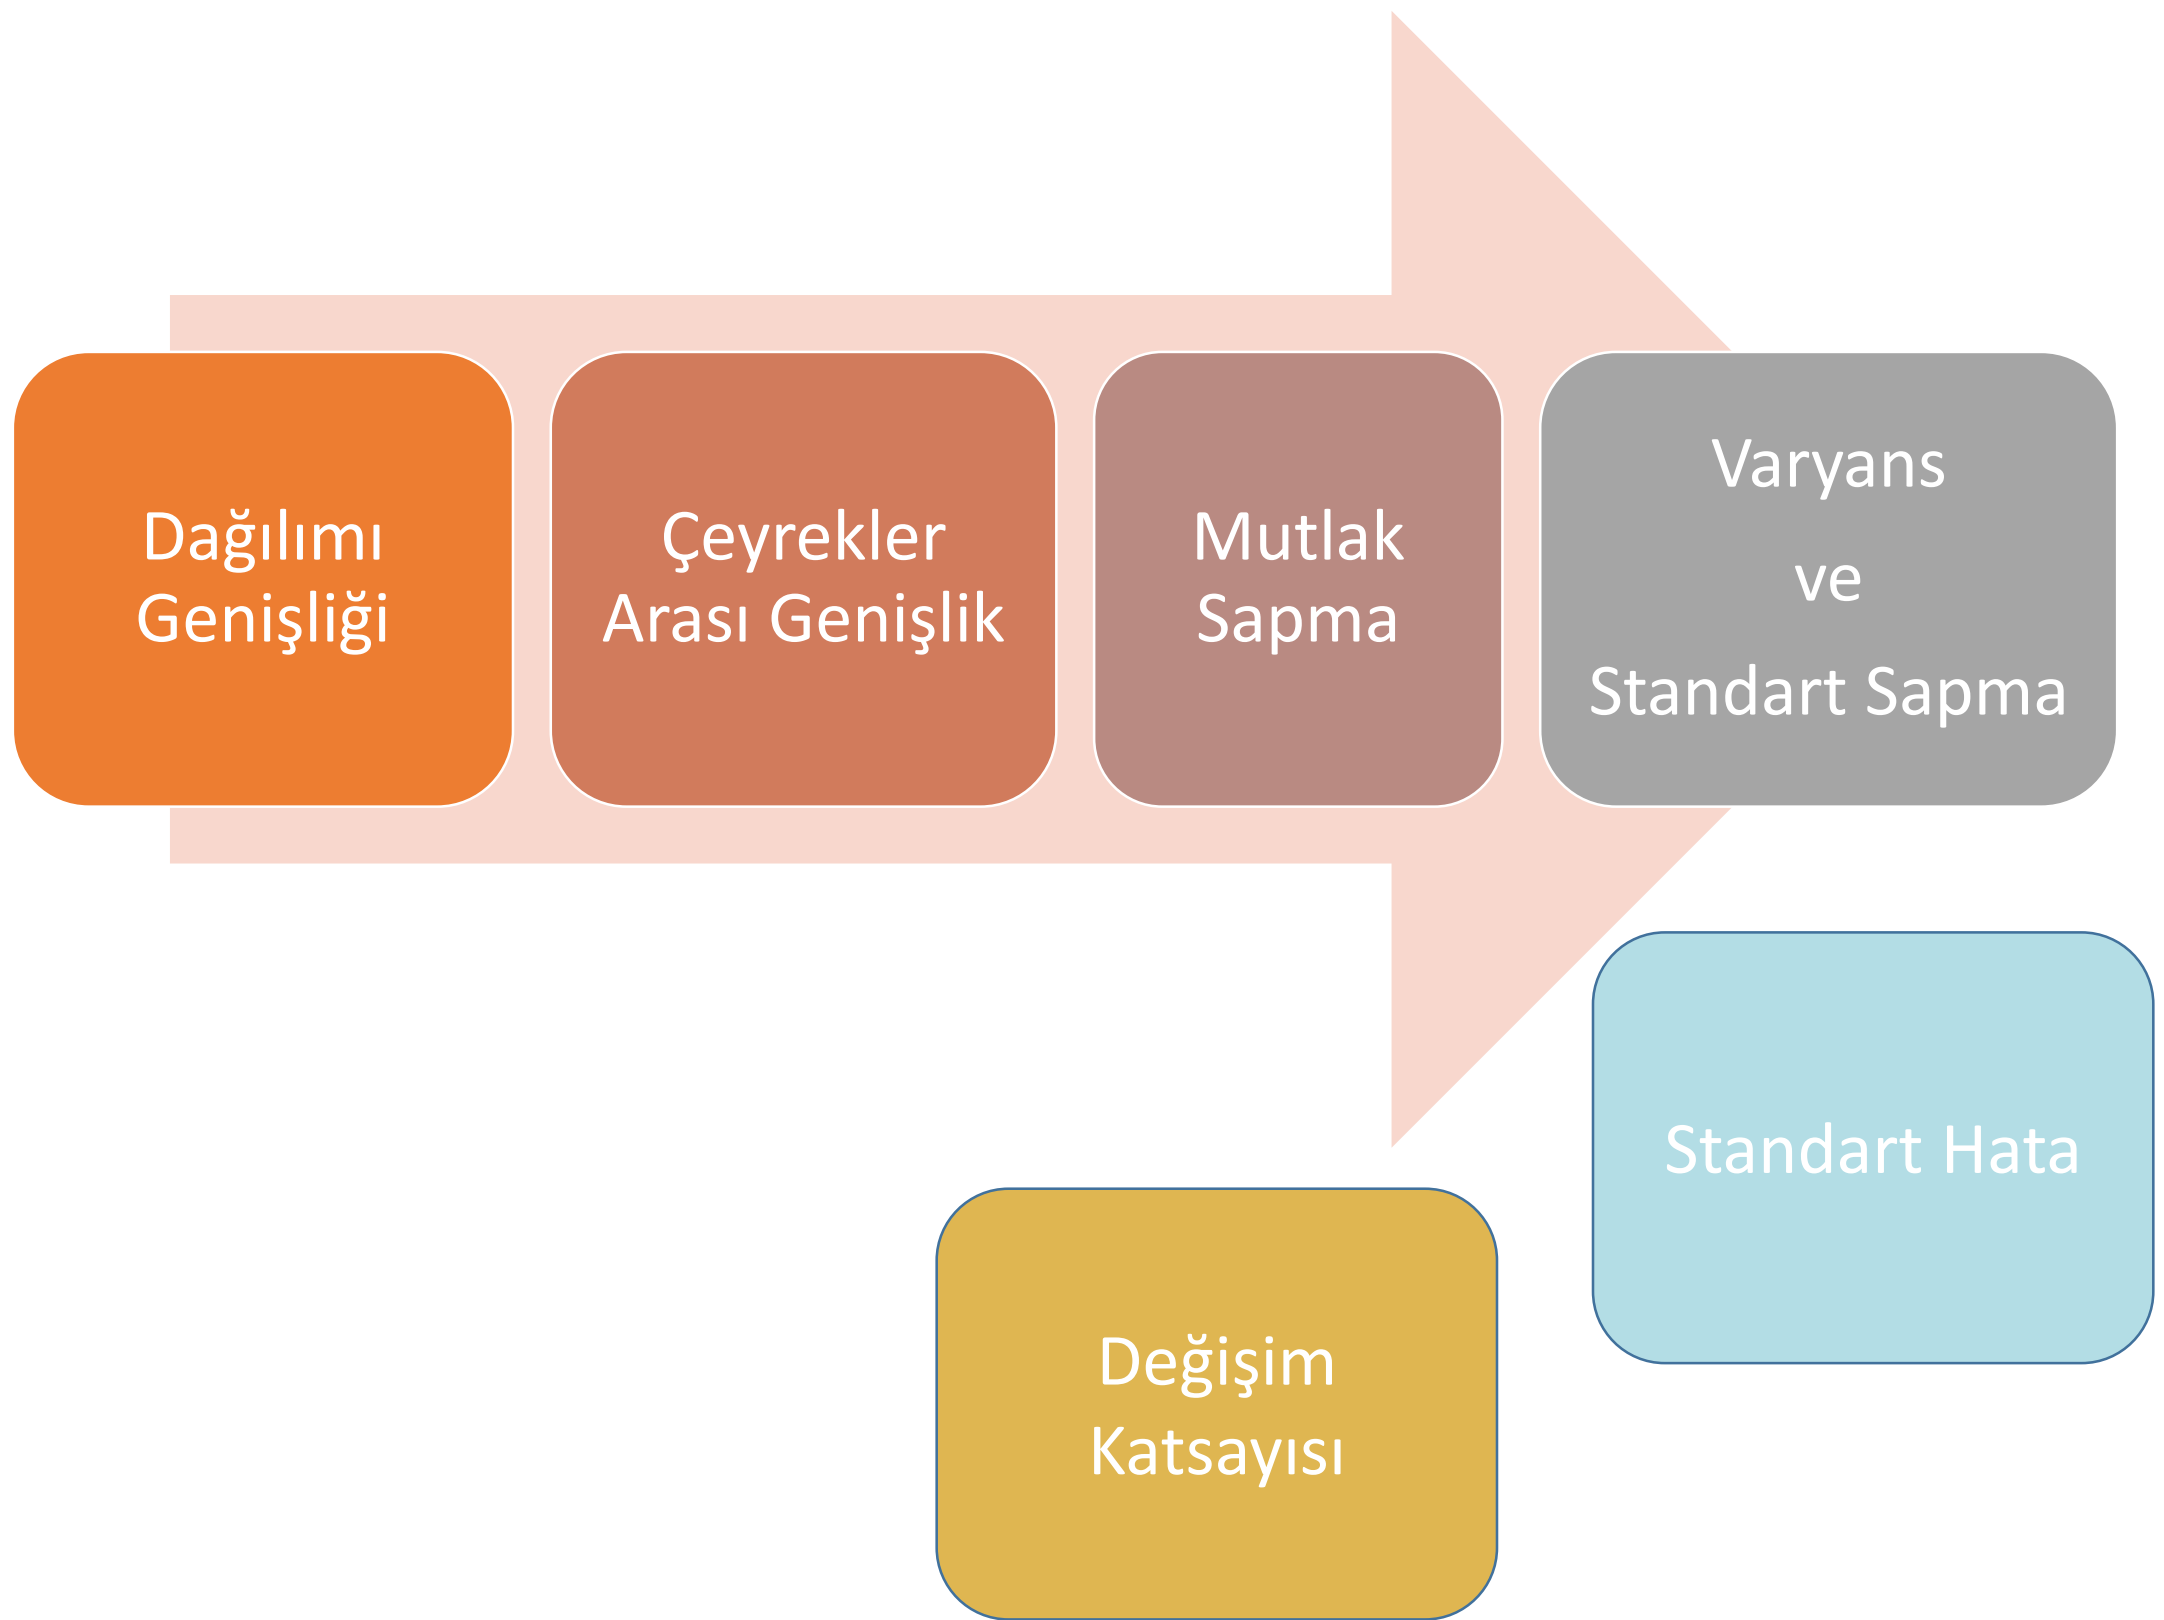 Dağılımı
Genişliği
Çeyrekler
Arası Genişlik
Mutlak
Sapma
Varyans
ve
Standart Sapma
Standart Hata
Değişim
Katsayısı